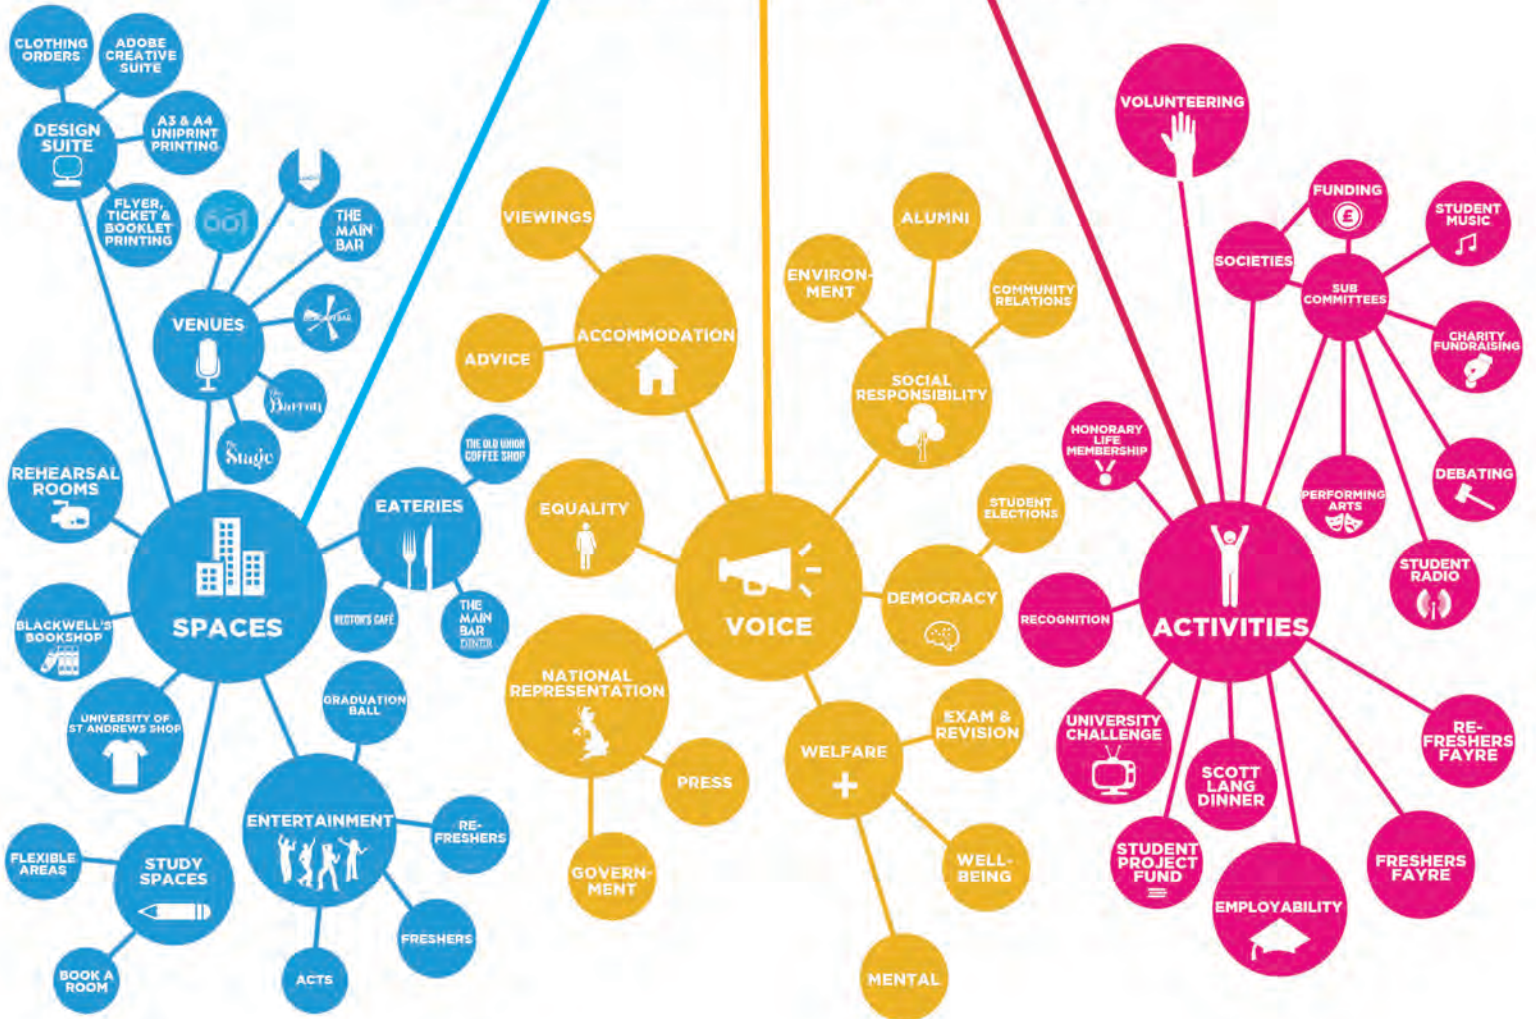 CLOTHING
ORDERS
ADOBE
CREATIVE
SUITE
DESIGN
SUITE
A3 & A4
UNIPRINT
PRINTING
FLYER,
TICKET &
BOOKLET
PRINTING
601
THE
MAIN
BAR
VENUES
The
Barron
The
Stage
REHEARSAL
ROOMS
EATERIES
THE OLD UNION
COFFEE SHOP
RECTOR'S CAFÉ
THE
MAIN
BAR
DINER
SPACES
BLACKWELL'S
BOOKSHOP
UNIVERSITY OF
ST ANDREWS SHOP
GRADUATION
BALL
ENTERTAINMENT
RE-
FRESHERS
FRESHERS
ACTS
STUDY
SPACES
FLEXIBLE
AREAS
BOOK A
ROOM
VIEWINGS
ACCOMMODATION
ADVICE
ALUMNI
ENVIRON-
MENT
COMMUNITY
RELATIONS
SOCIAL
RESPONSIBILITY
EQUALITY
STUDENT
ELECTIONS
DEMOCRACY
VOICE
NATIONAL
REPRESENTATION
PRESS
GOVERN-
MENT
WELFARE
EXAM &
REVISION
WELL-
BEING
MENTAL
VOLUNTEERING
FUNDING
£
SOCIETIES
SUB
COMMITTEES
STUDENT
MUSIC
CHARITY
FUNDRAISING
DEBATING
PERFORMING
ARTS
STUDENT
RADIO
HONORARY
LIFE
MEMBERSHIP
RECOGNITION
ACTIVITIES
UNIVERSITY
CHALLENGE
SCOTT
LANG
DINNER
STUDENT
PROJECT
FUND
EMPLOYABILITY
FRESHERS
FAYRE
RE-
FRESHERS
FAYRE